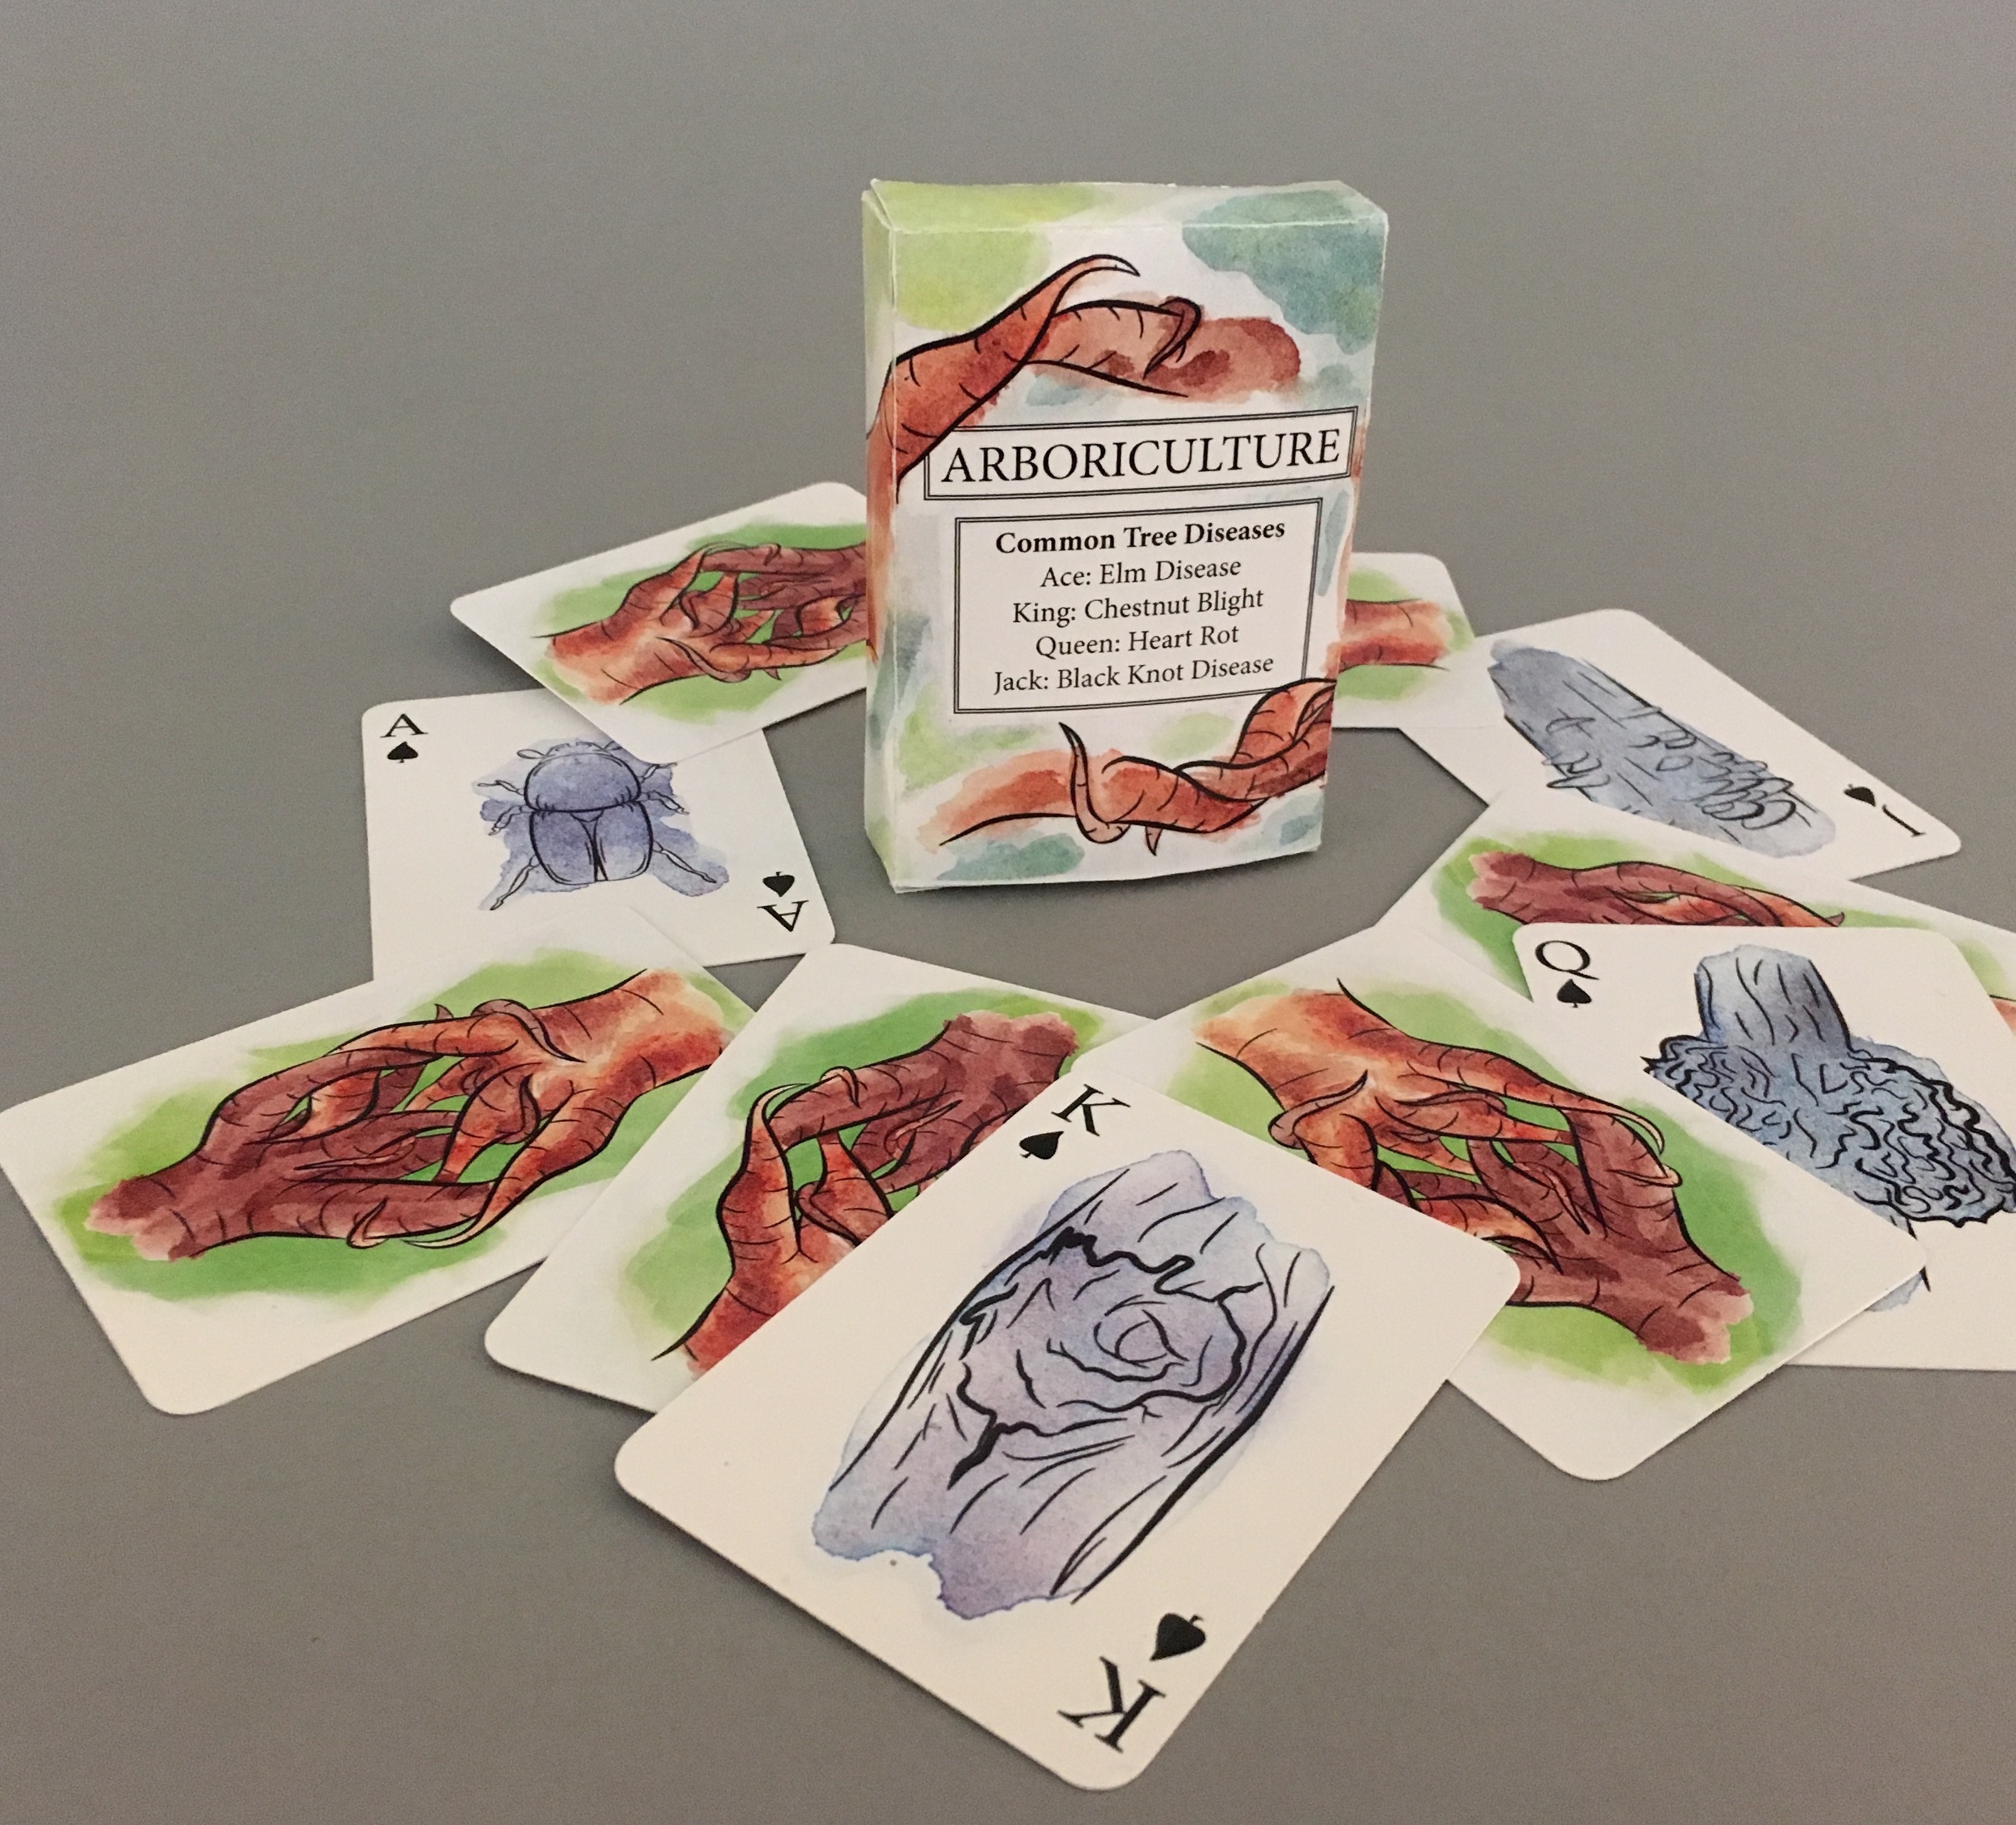 ARBORICULTURE
Common Tree Diseases
Ace: Elm Disease
King: Chestnut Blight
Queen: Heart Rot
Jack: Black Knot Disease
A
A
J
Q
K
K